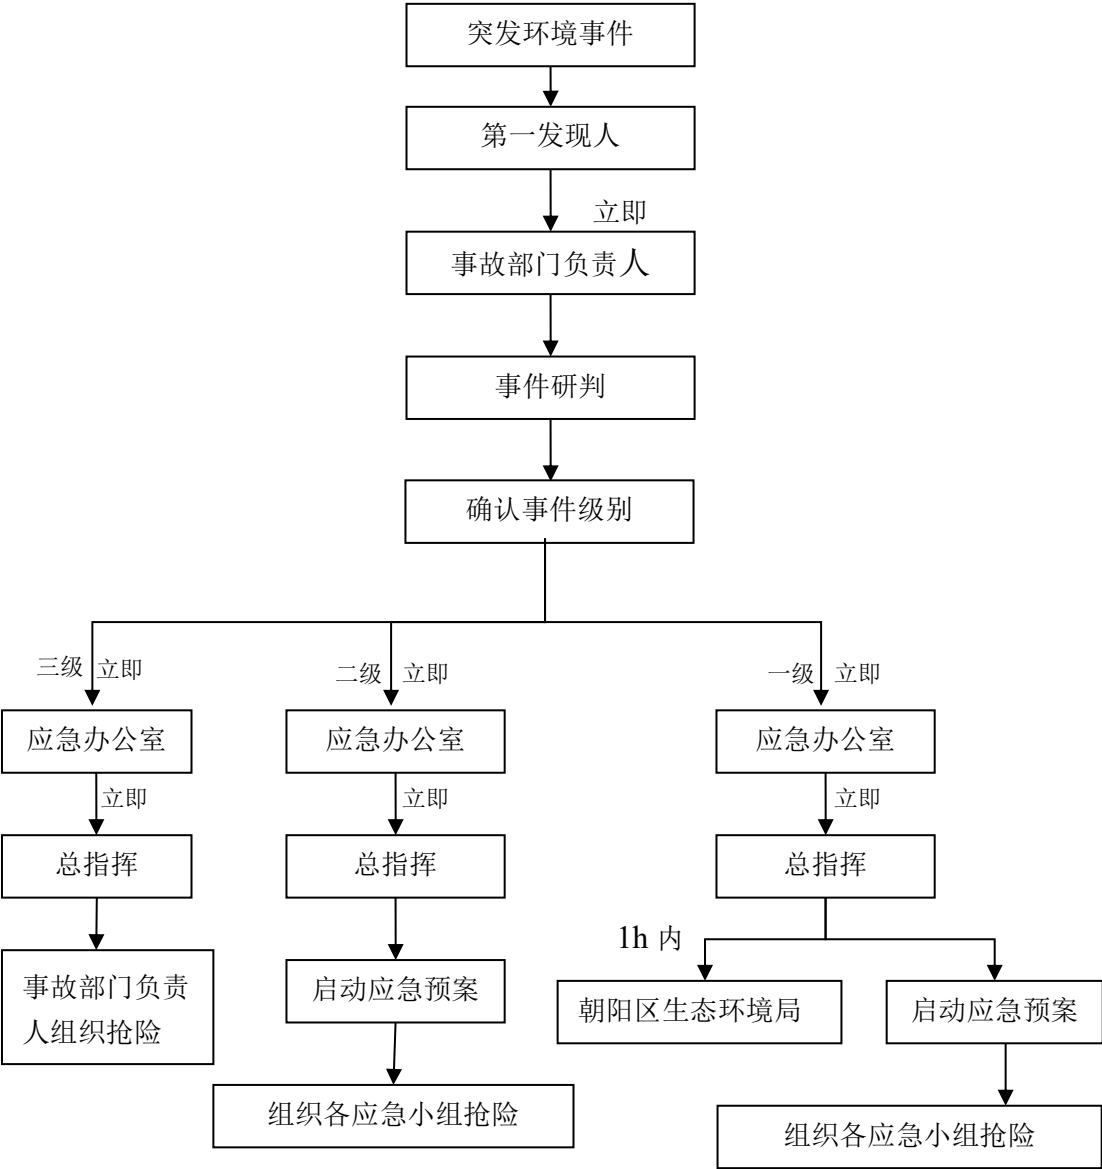 突发环境事件
第一发现人
立即
事故部门负责人
事件研判
确认事件级别
三级 立即
二级 立即
一级 立即
应急办公室
应急办公室
应急办公室
立即
立即
立即
总指挥
总指挥
总指挥
1h 内
事故部门负责
人组织抢险
启动应急预案
朝阳区生态环境局
启动应急预案
组织各应急小组抢险
组织各应急小组抢险